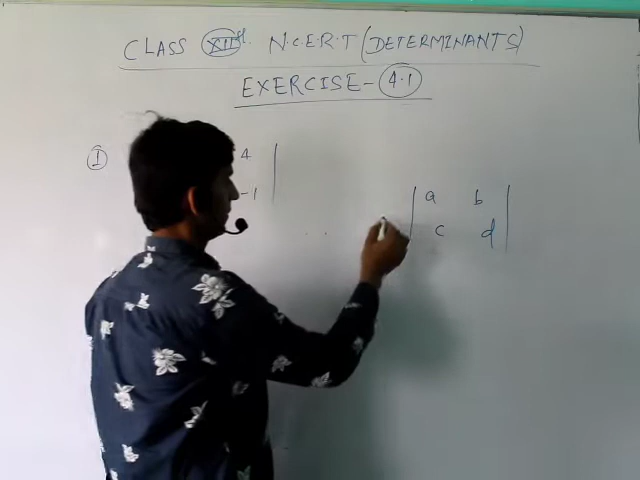 CLASS XIIth N.C.E.R.T (DETERMINANTS)
EXERCISE-4.1
① 4
-1
a b
c d